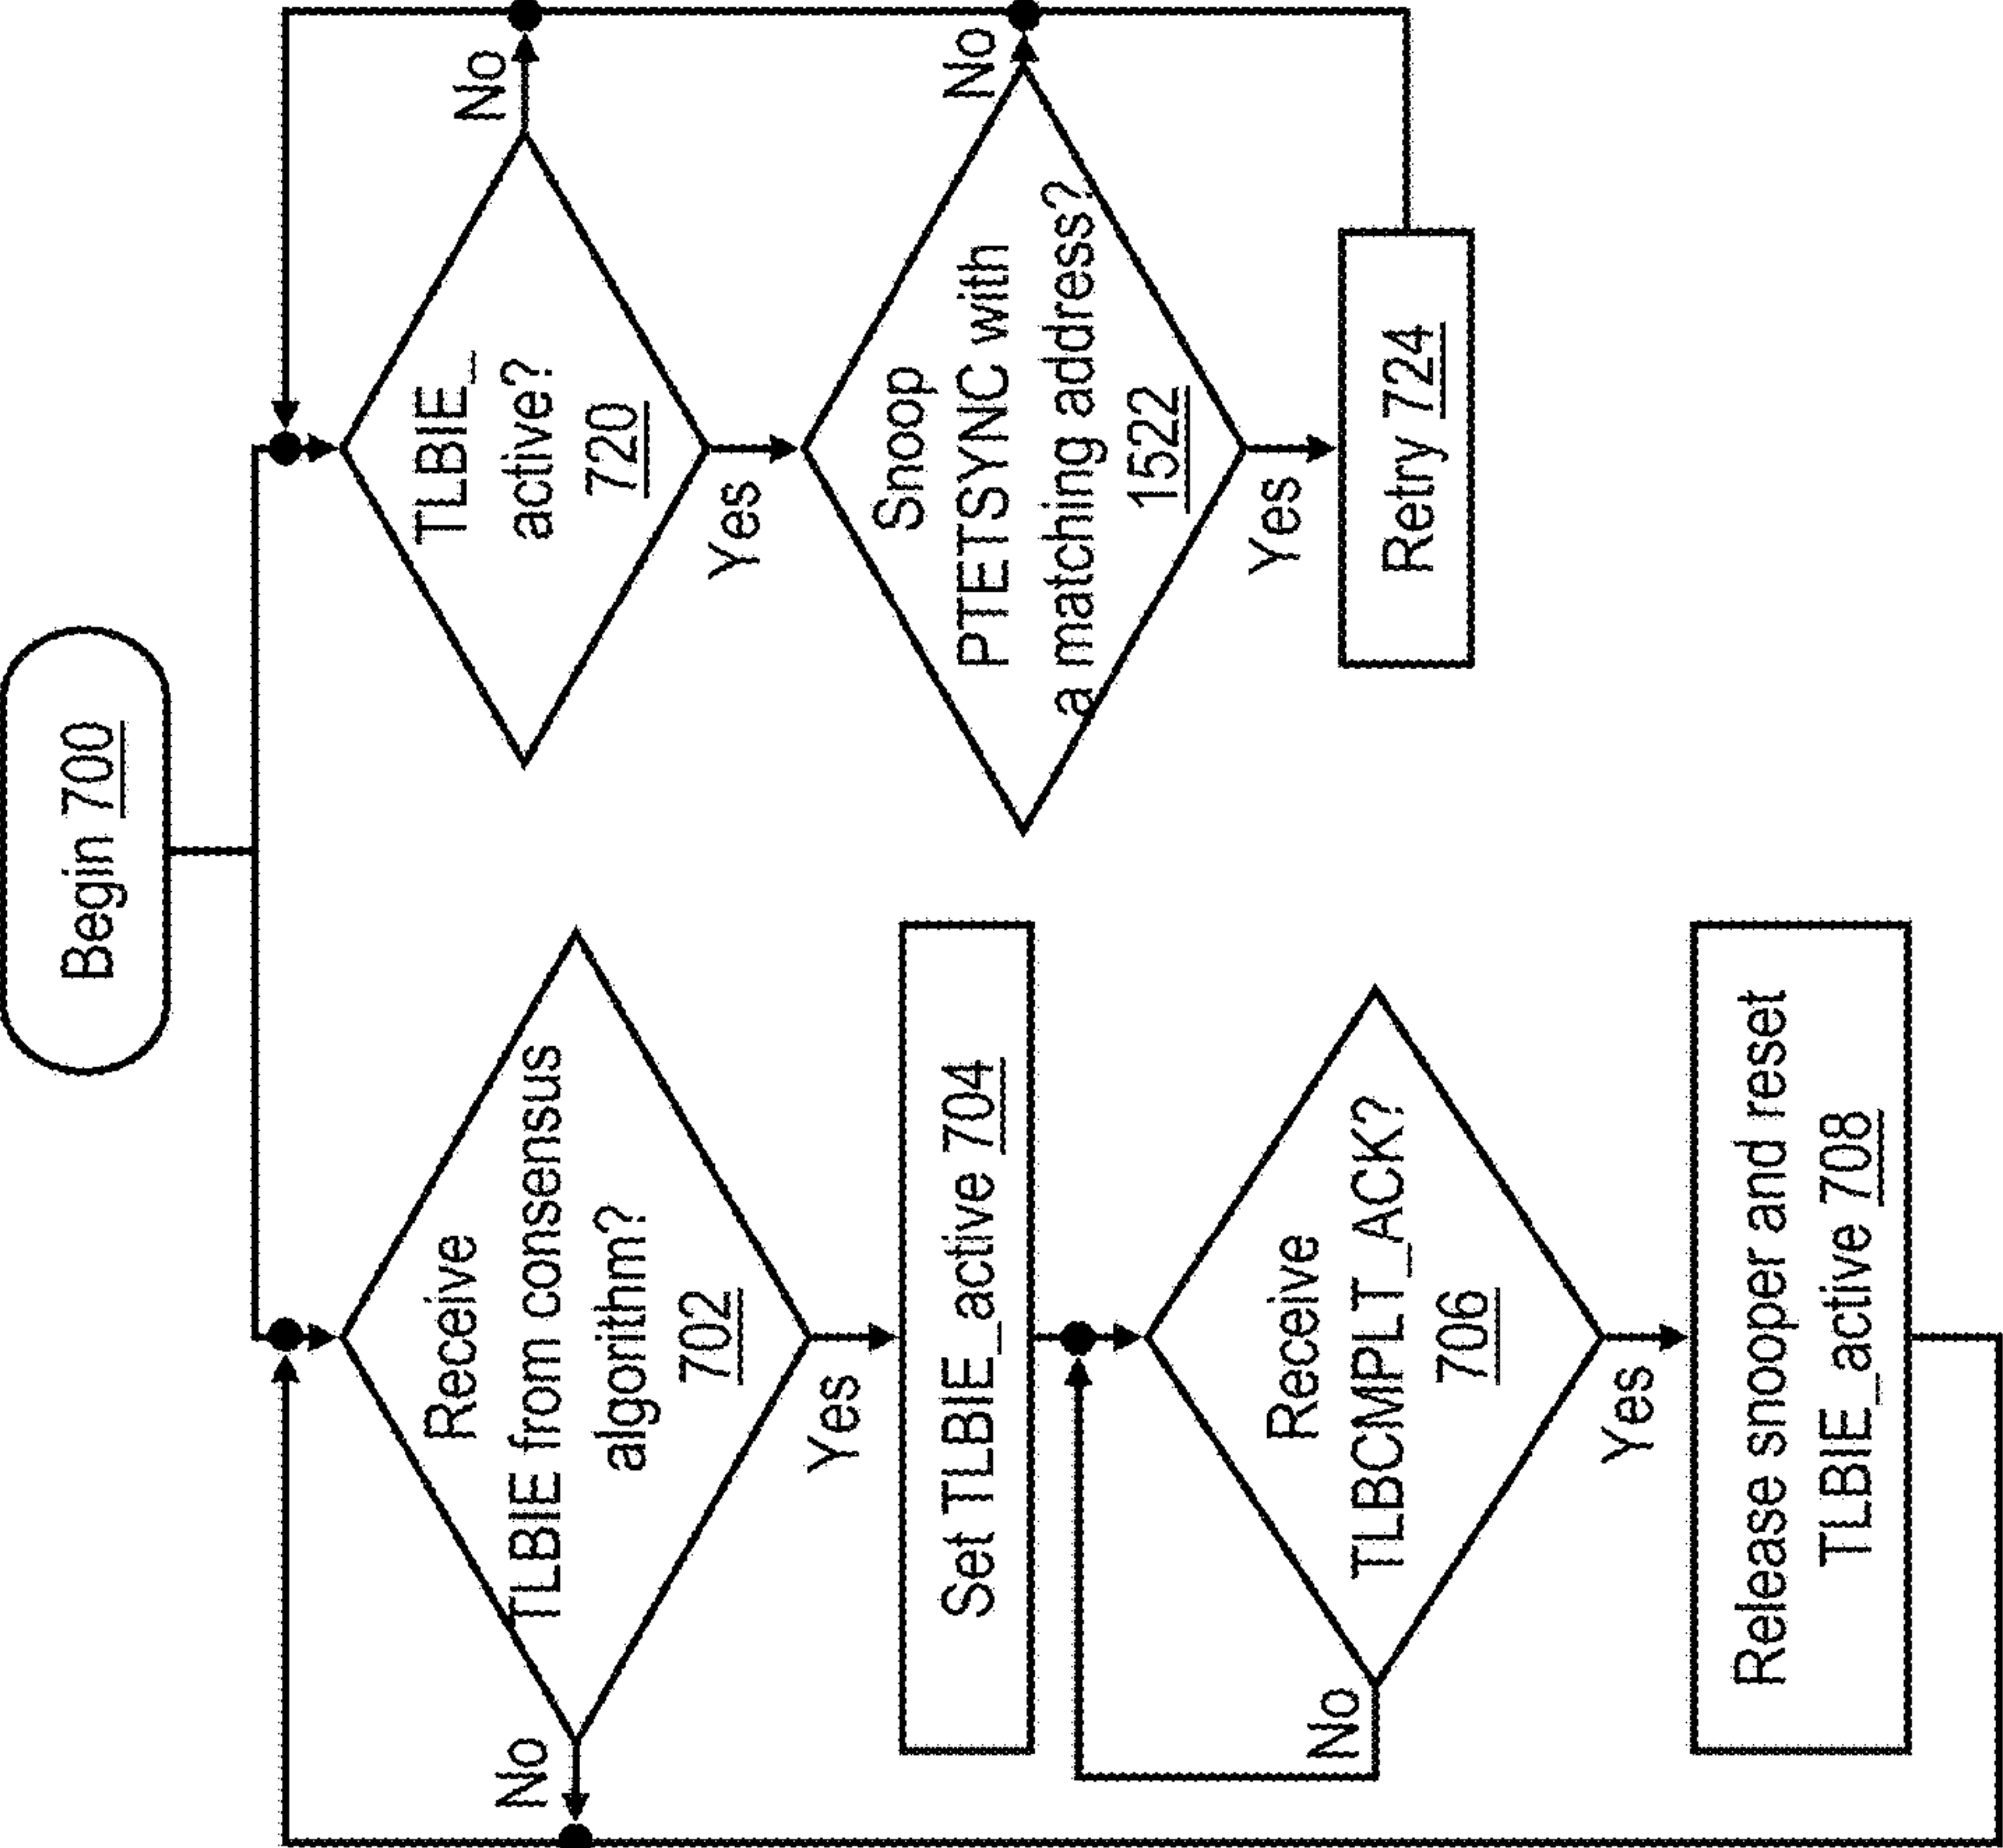 Begin 700
Receive
TLBIE from consensus
algorithm?
702
No
Yes
Set TLBIE_active 704
Receive
TLBCMPLT_ACK?
706
No
Yes
Release snooper and reset
TLBIE_active 708
TLBIE_
active?
720
No
Yes
Snoop
PTETSYNC with
a matching address?
1522
No
Yes
Retry 724